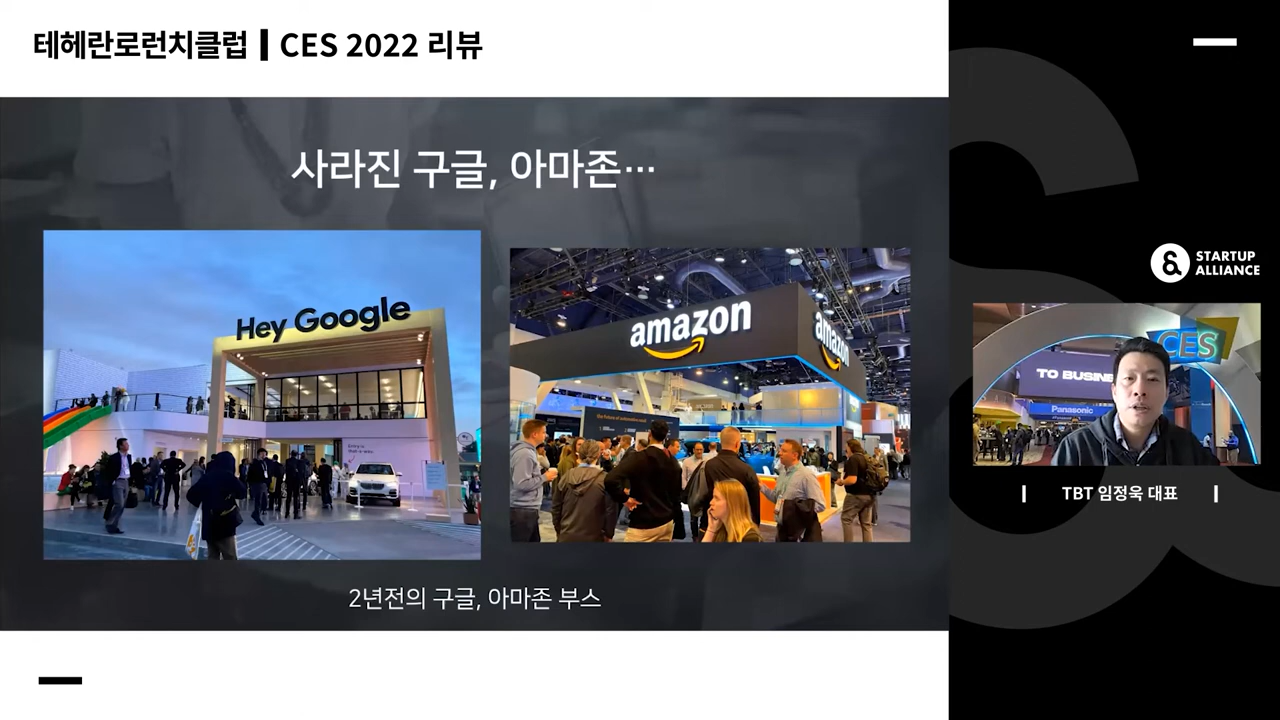 테헤란로런치클럽 | CES 2022 리뷰
사라진 구글, 아마존…
Hey Google
amazon
amazon
2년전의 구글, 아마존 부스
& STARTUP
ALLIANCE
CES
TO BUSINE
Panasonic
| TBT 임정욱 대표 |